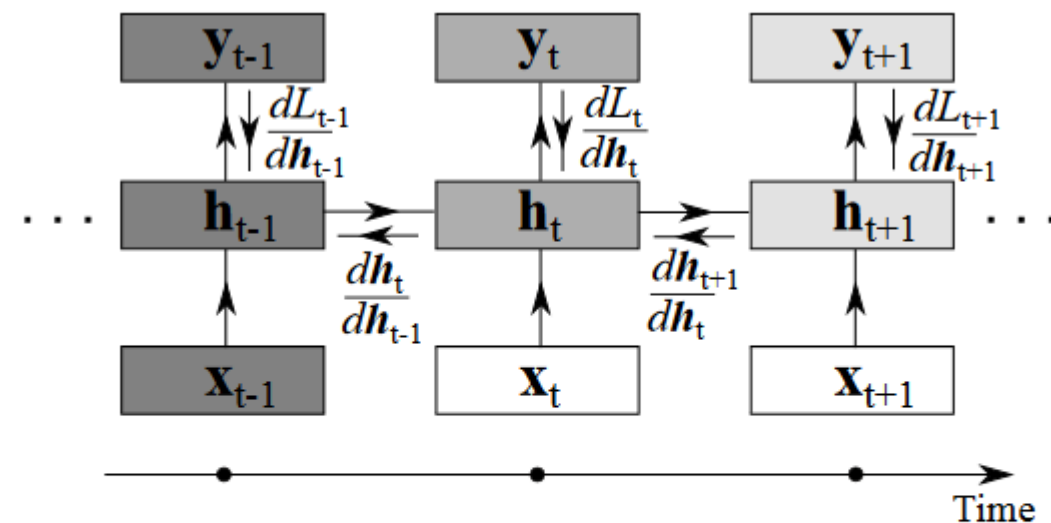 y_{t-1} y_t y_{t+1}
dL_{t-1}/dh_{t-1} dL_t/dh_t dL_{t+1}/dh_{t+1}
· · · h_{t-1} h_t h_{t+1} · · ·
dh_t/dh_{t-1} dh_{t+1}/dh_t
x_{t-1} x_t x_{t+1}
Time